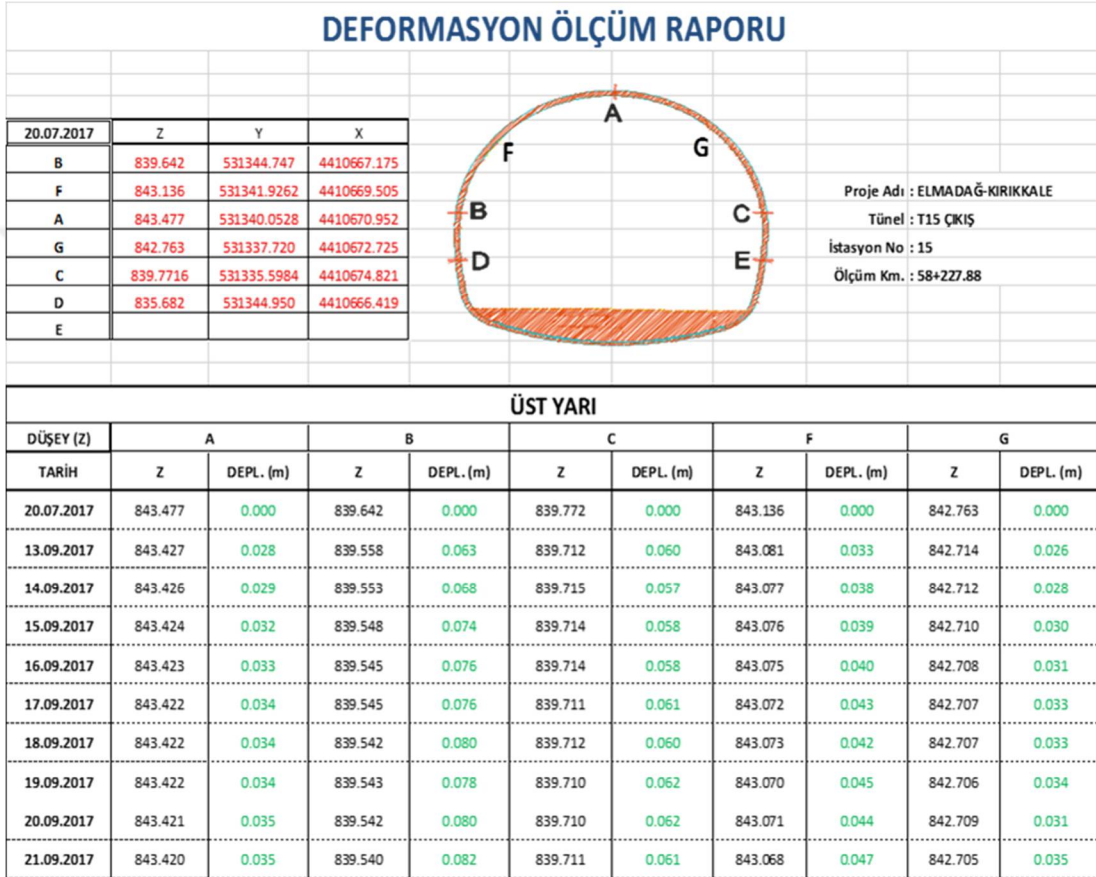 DEFORMASYON ÖLÇÜM RAPORU
20.07.2017 Z Y X
B 839.642 531344.747 4410667.175
F 843.136 531341.9262 4410669.505
A 843.477 531340.0528 4410670.952
G 842.763 531337.720 4410672.725
C 839.7716 531335.5984 4410674.821
D 835.682 531344.950 4410666.419
E
A
F G
B C
D E
Proje Adı : ELMADAĞ-KIRIKKALE
Tünel : T15 ÇIKIŞ
İstasyon No : 15
Ölçüm Km. : 58+227.88
ÜST YARI
DÜŞEY (Z) A B C F G
TARİH Z DEPL. (m) Z DEPL. (m) Z DEPL. (m) Z DEPL. (m) Z DEPL. (m)
20.07.2017 843.477 0.000 839.642 0.000 839.772 0.000 843.136 0.000 842.763 0.000
13.09.2017 843.427 0.028 839.558 0.063 839.712 0.060 843.081 0.033 842.714 0.026
14.09.2017 843.426 0.029 839.553 0.068 839.715 0.057 843.077 0.038 842.712 0.028
15.09.2017 843.424 0.032 839.548 0.074 839.714 0.058 843.076 0.039 842.710 0.030
16.09.2017 843.423 0.033 839.545 0.076 839.714 0.058 843.075 0.040 842.708 0.031
17.09.2017 843.422 0.034 839.545 0.076 839.711 0.061 843.072 0.043 842.707 0.033
18.09.2017 843.422 0.034 839.542 0.080 839.712 0.060 843.073 0.042 842.707 0.033
19.09.2017 843.422 0.034 839.543 0.078 839.710 0.062 843.070 0.045 842.706 0.034
20.09.2017 843.421 0.035 839.542 0.080 839.710 0.062 843.071 0.044 842.709 0.031
21.09.2017 843.420 0.035 839.540 0.082 839.711 0.061 843.068 0.047 842.705 0.035